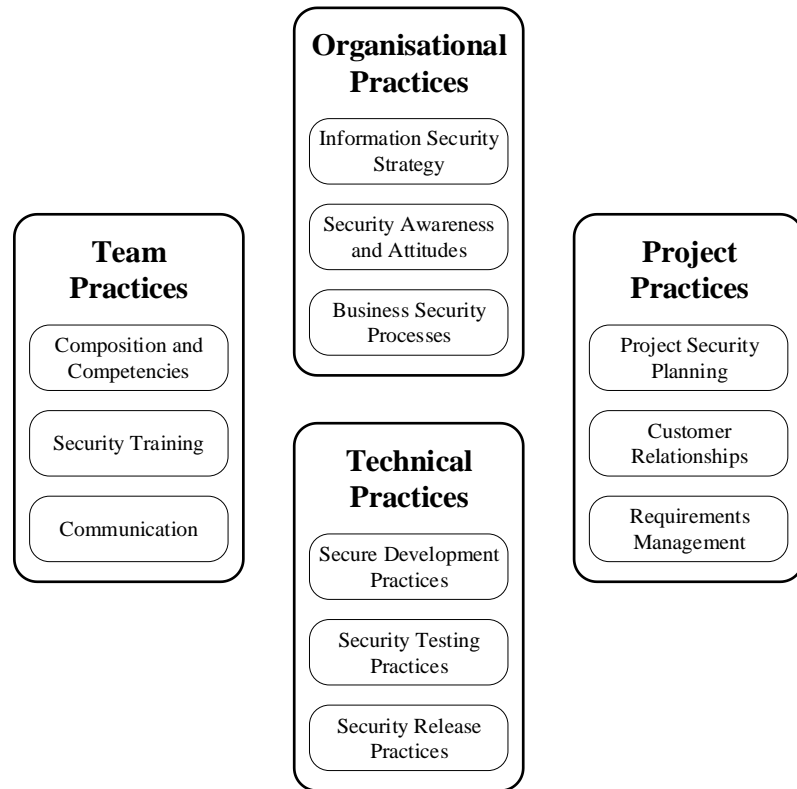 Organisational
Practices
Information Security
Strategy
Security Awareness
and Attitudes
Business Security
Processes
Team
Practices
Composition and
Competencies
Security Training
Communication
Project
Practices
Project Security
Planning
Customer
Relationships
Requirements
Management
Technical
Practices
Secure Development
Practices
Security Testing
Practices
Security Release
Practices